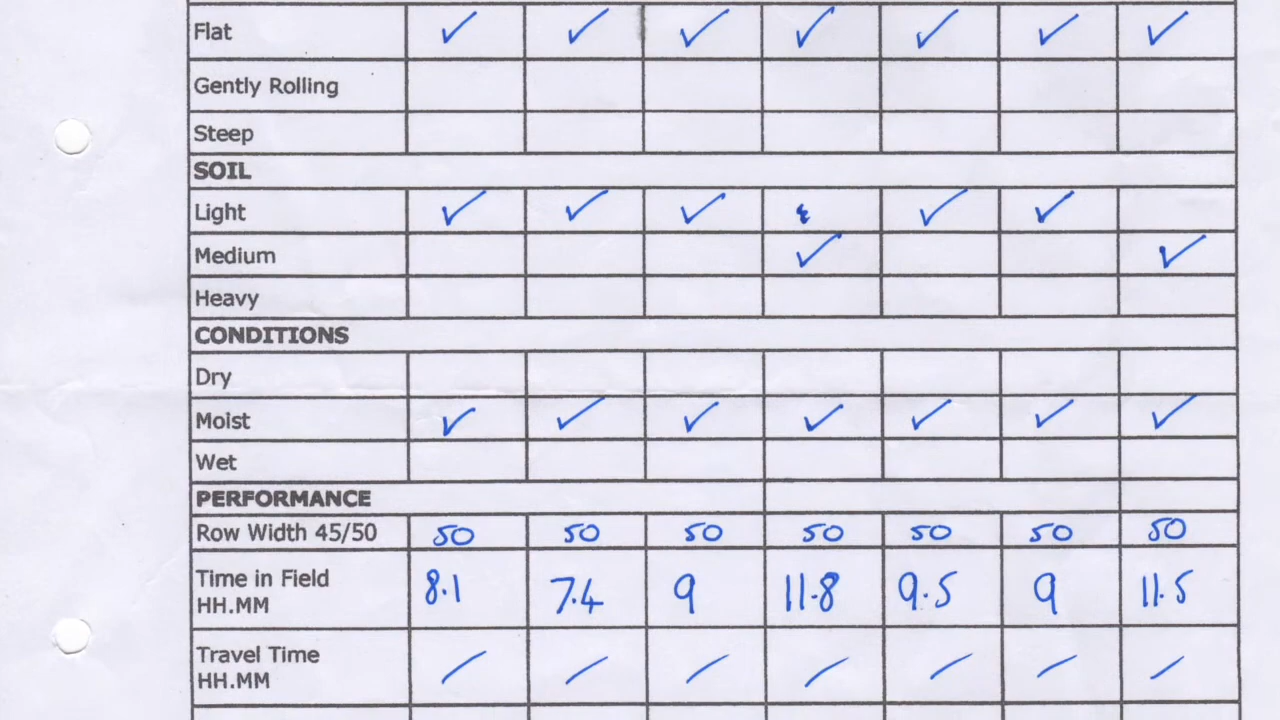 Flat ✓ ✓ ✓ ✓ ✓ ✓ ✓
Gently Rolling
Steep
SOIL
Light ✓ ✓ ✓ ✓ ✓
Medium ✓ ✓
Heavy
CONDITIONS
Dry
Moist ✓ ✓ ✓ ✓ ✓ ✓ ✓
Wet
PERFORMANCE
Row Width 45/50 50 50 50 50 50 50 50
Time in Field
HH.MM 8.1 7.4 9 11.8 9.5 9 11.5
Travel Time
HH.MM / / / / / / /